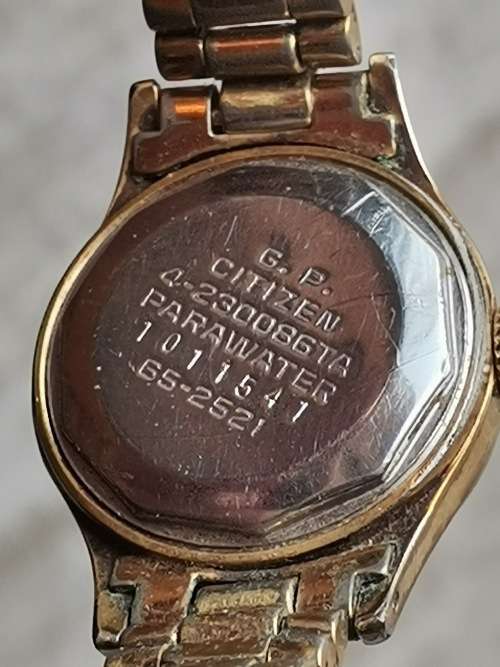 G. P.
CITIZEN
4-230086TA
PARAWATER
1011541
65-2521